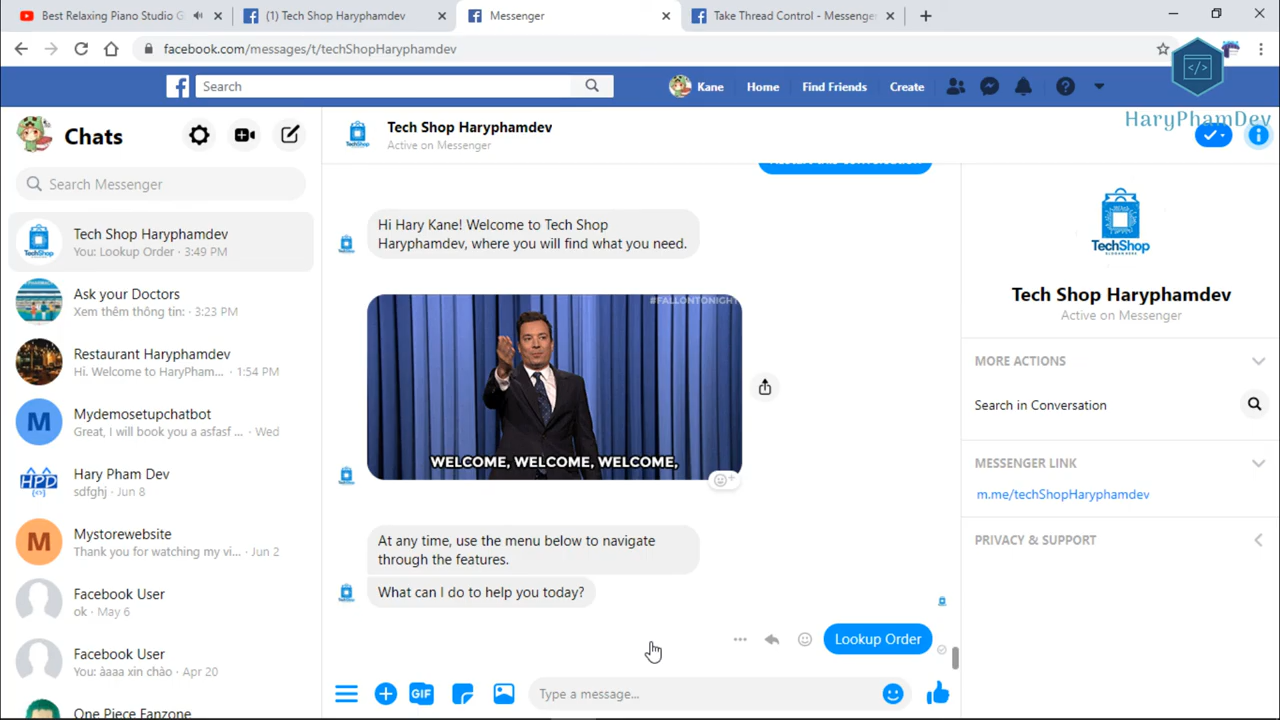 Best Relaxing Piano Studio G
(1) Tech Shop Haryphamdev
Messenger
Take Thread Control - Messenger
facebook.com/messages/t/techShopHaryphamdev
Search
Kane
Home
Find Friends
Create
HaryPhamDev
Chats
Search Messenger
Tech Shop Haryphamdev
You: Lookup Order · 3:49 PM
Ask your Doctors
Xem thêm thông tin: · 3:23 PM
Restaurant Haryphamdev
Hi. Welcome to HaryPham... · 1:54 PM
Mydemosetupchatbot
Great, I will book you a asfasf ... · Wed
Hary Pham Dev
sdfghj · Jun 8
Mystorewebsite
Thank you for watching my vi... · Jun 2
Facebook User
ok · May 6
Facebook User
You: àaaa xin chào · Apr 20
One Piece Fanzone
Tech Shop Haryphamdev
Active on Messenger
Hi Hary Kane! Welcome to Tech Shop
Haryphamdev, where you will find what you need.
#FALLONTONIGHT
WELCOME, WELCOME, WELCOME,
At any time, use the menu below to navigate
through the features.
What can I do to help you today?
Lookup Order
GIF
Type a message...
TechShop
Tech Shop Haryphamdev
Active on Messenger
MORE ACTIONS
Search in Conversation
MESSENGER LINK
m.me/techShopHaryphamdev
PRIVACY & SUPPORT